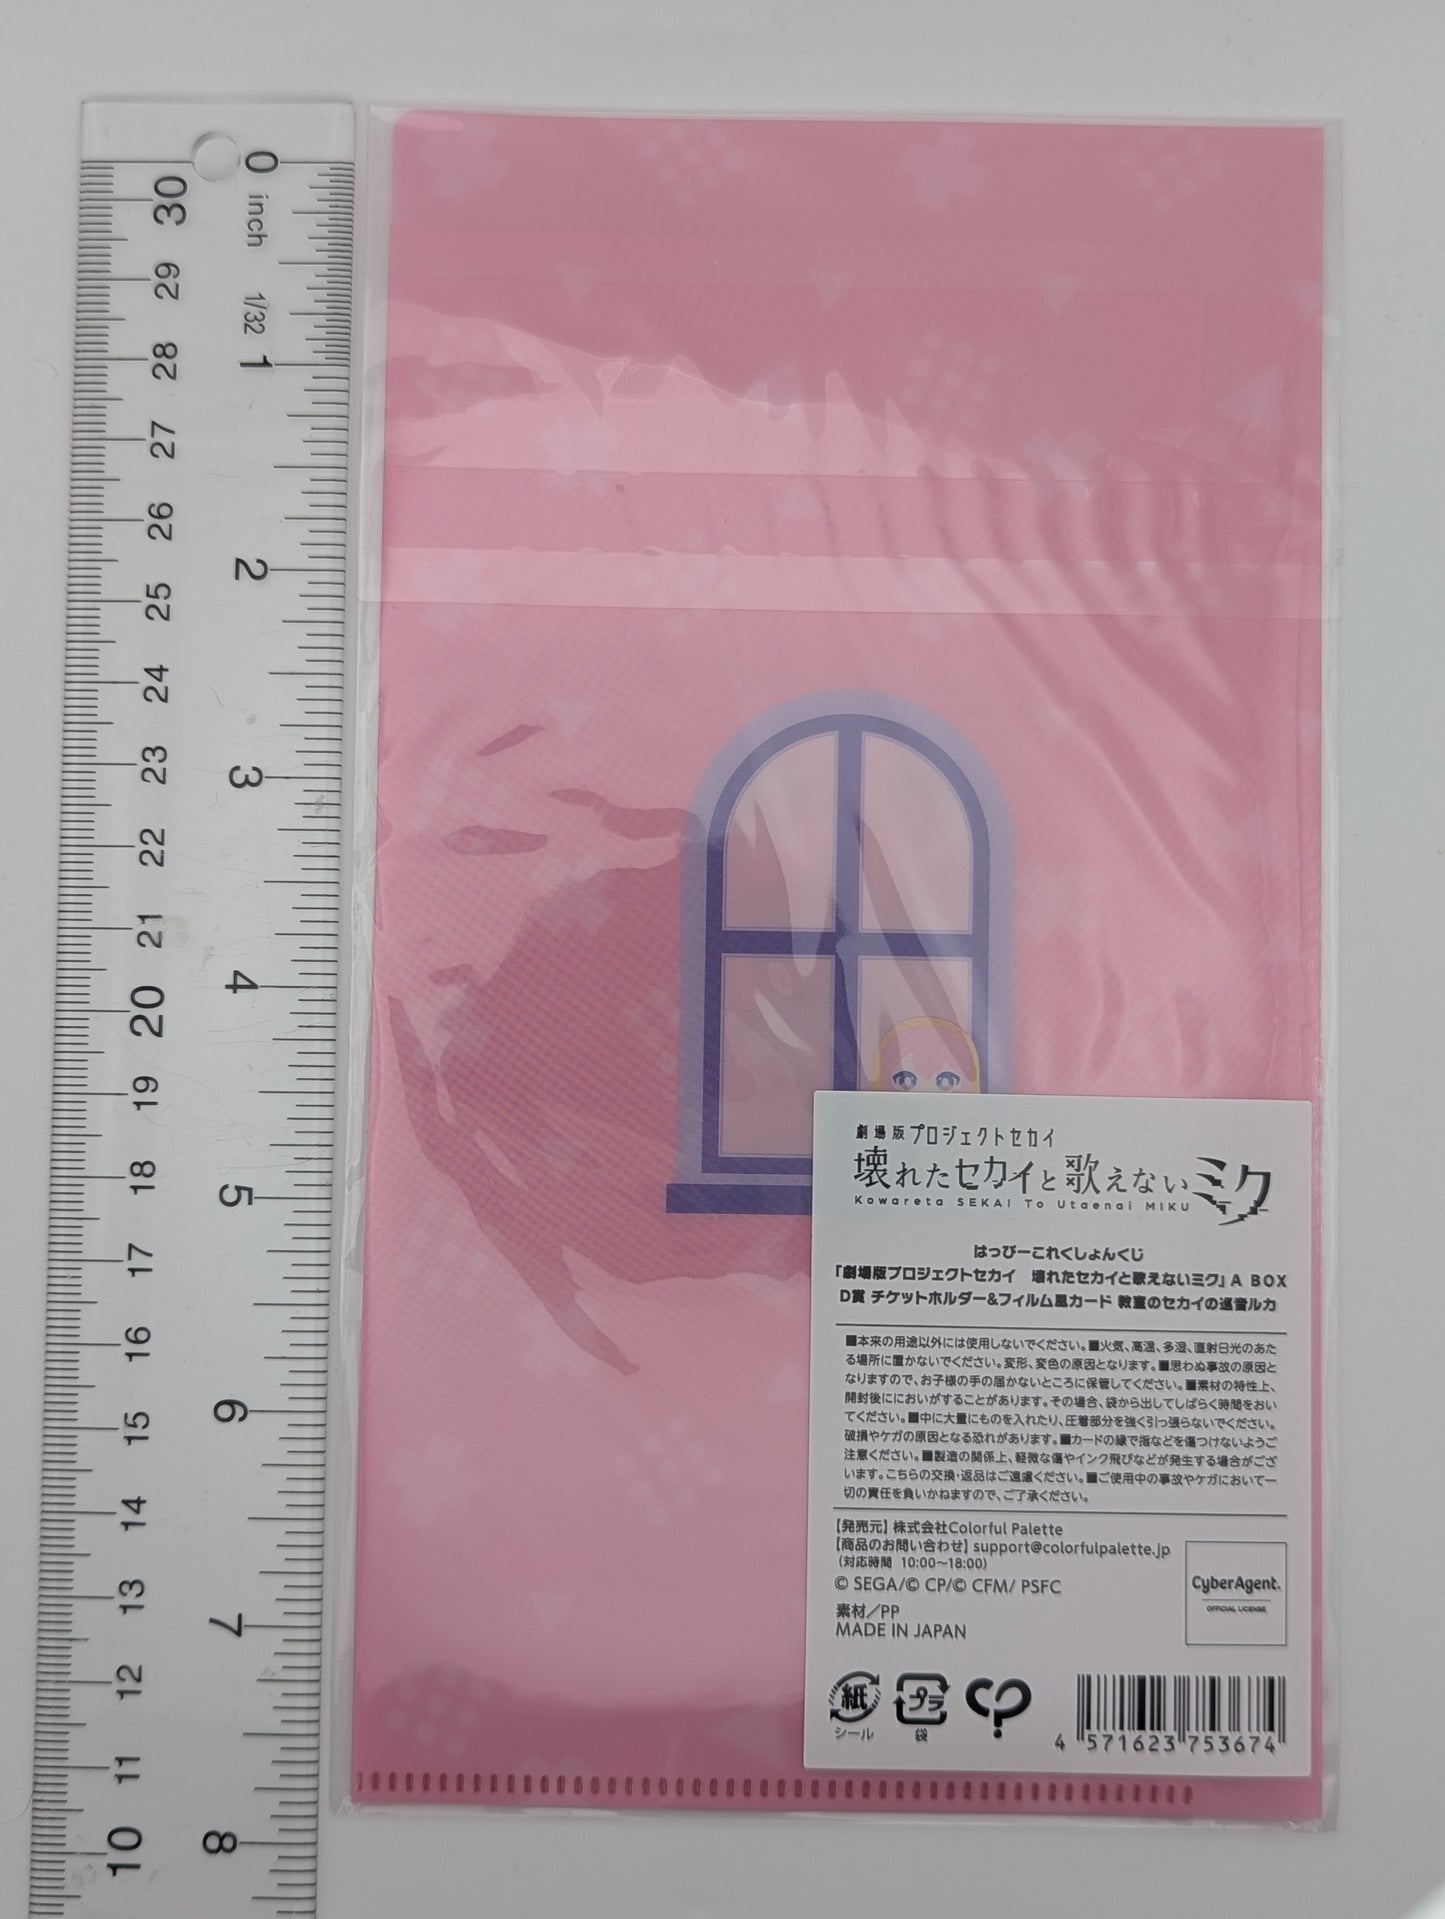 0 inch 1/32 1 2 3 4 5 6 7 8
30 29 28 27 26 25 24 23 22 21 20 19 18 17 16 15 14 13 12 11 10
劇場版プロジェクトセカイ
壊れたセカイと歌えないミク
Kowareta SEKAI To Utaenai MIKU
はっぴーこれくしょんくじ
「劇場版プロジェクトセカイ　壊れたセカイと歌えないミク」A BOX
D賞 チケットホルダー&フィルム風カード 教室のセカイの巡音ルカ
■本来の用途以外には使用しないでください。■火気、高温、多湿、直射日光のあた
る場所に置かないでください。変形、変色の原因となります。■思わぬ事故の原因と
なりますので、お子様の手の届かないところに保管してください。■素材の特性上、
開封後ににおいがすることがあります。その場合、袋から出してしばらく時間をおい
てください。■中に大量にものを入れたり、圧着部分を強く引っ張らないでください。
破損やケガの原因となる恐れがあります。■カードの縁で指などを傷つけないようご
注意ください。■製造の関係上、軽微な傷やインク飛びなどが発生する場合がござ
います。こちらの交換・返品はご遠慮ください。■ご使用中の事故やケガにおいて一
切の責任を負いかねますので、ご了承ください。
【発売元】株式会社Colorful Palette
【商品のお問い合わせ】support@colorfulpalette.jp
（対応時間 10:00～18:00）
© SEGA/© CP/© CFM/ PSFC
素材／PP
MADE IN JAPAN
CyberAgent.
OFFICIAL LICENSE
紙
シール
プラ
袋
4 571623 753674